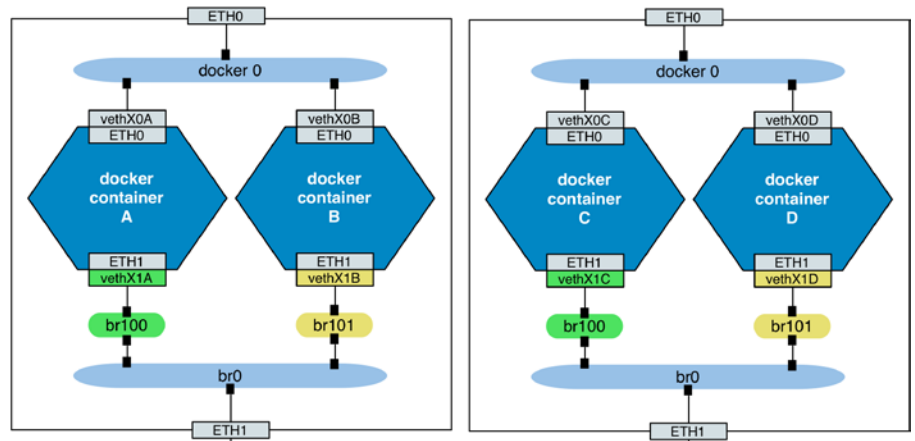 ETH0
docker 0
vethX0A
vethX0B
ETH0
ETH0
docker
container
A
docker
container
B
ETH1
ETH1
vethX1A
vethX1B
br100
br101
br0
ETH1
ETH0
docker 0
vethX0C
vethX0D
ETH0
ETH0
docker
container
C
docker
container
D
ETH1
ETH1
vethX1C
vethX1D
br100
br101
br0
ETH1